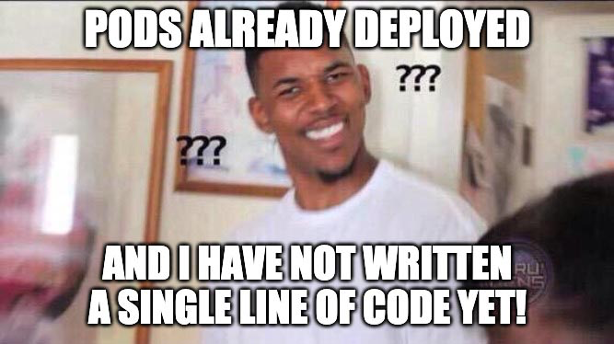 PODS ALREADY DEPLOYED
???
???
AND I HAVE NOT WRITTEN
A SINGLE LINE OF CODE YET!